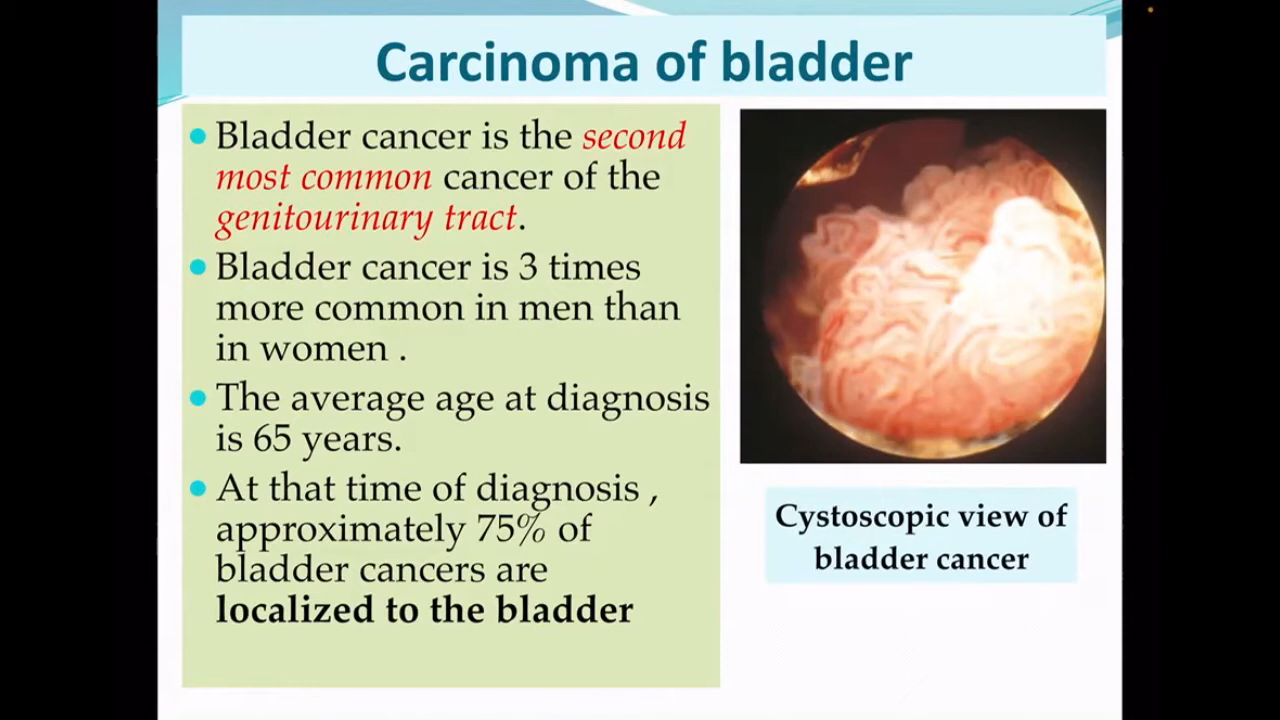 Carcinoma of bladder
• Bladder cancer is the second
most common cancer of the
genitourinary tract.
• Bladder cancer is 3 times
more common in men than
in women .
• The average age at diagnosis
is 65 years.
• At that time of diagnosis ,
approximately 75% of
bladder cancers are
localized to the bladder
Cystoscopic view of
bladder cancer